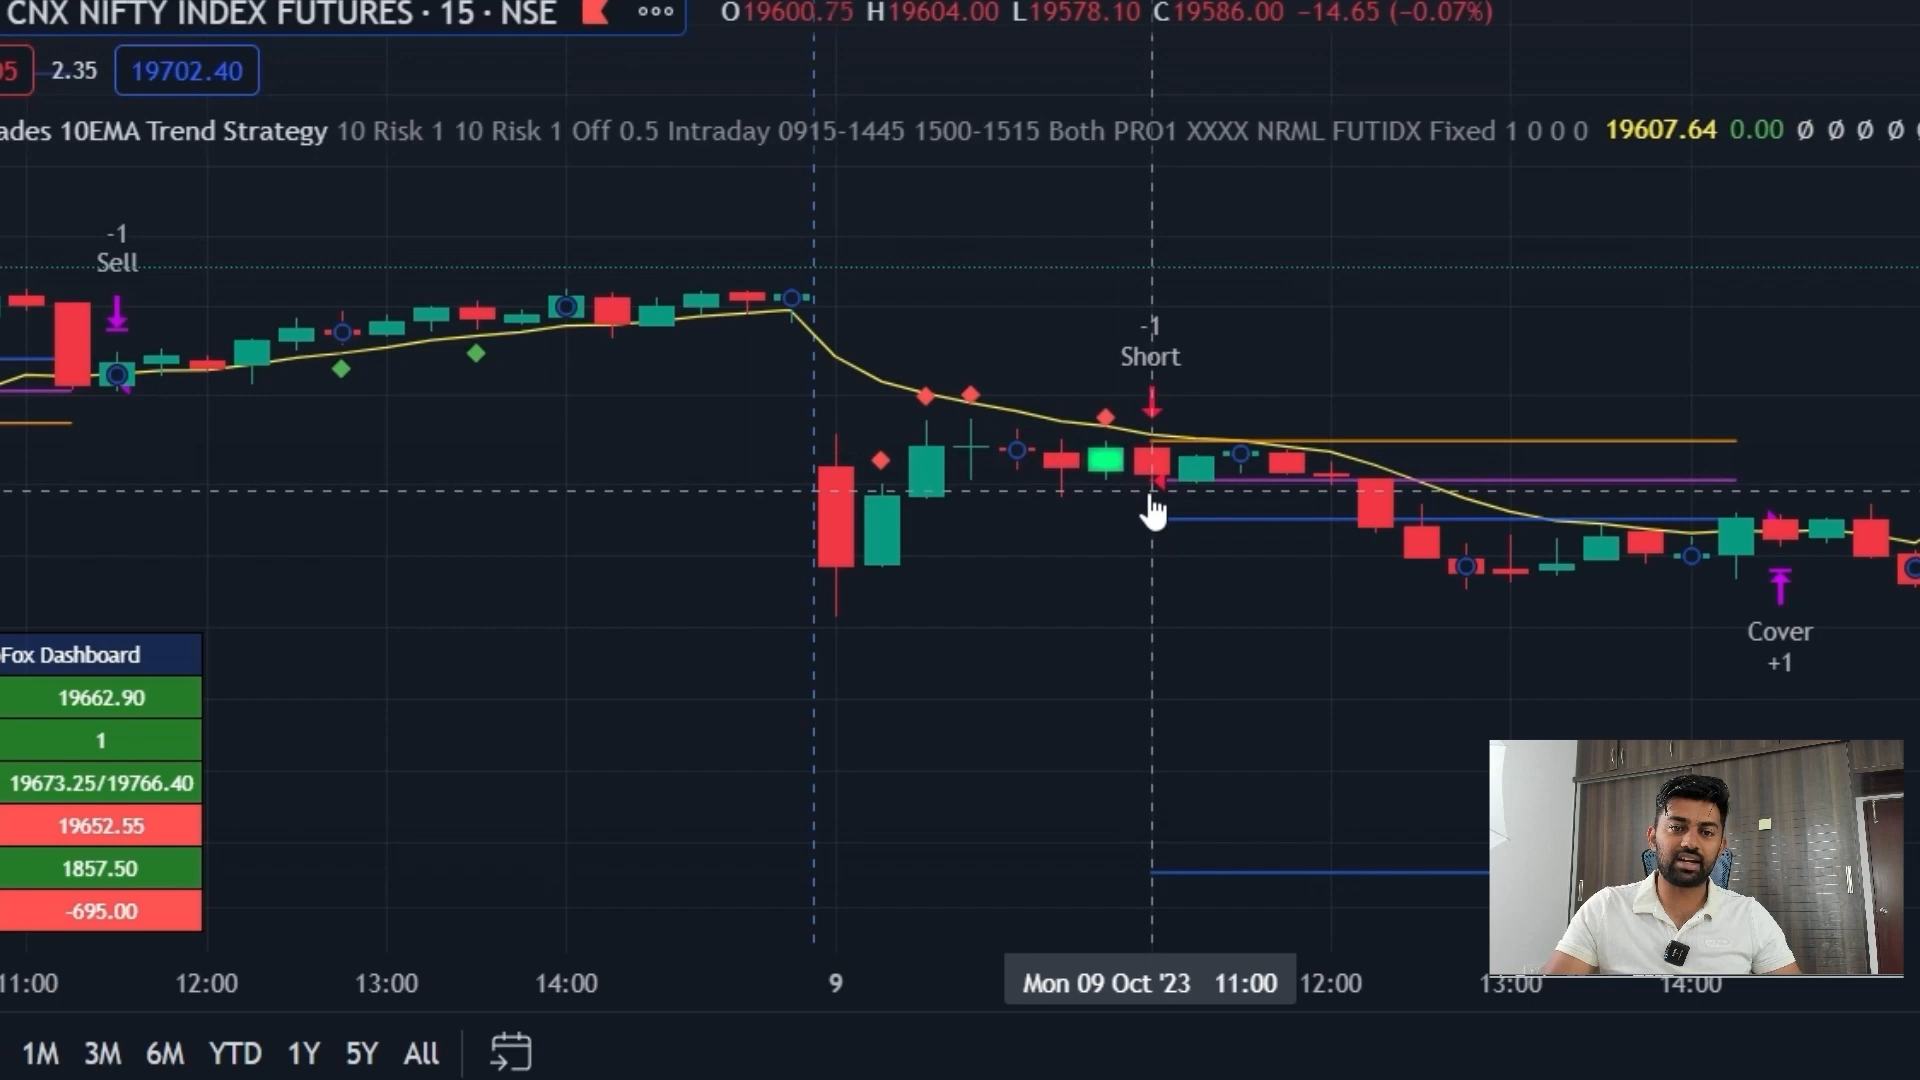 CNX NIFTY INDEX FUTURES · 15 · NSE
O19600.75 H19604.00 L19578.10 C19586.00 −14.65 (−0.07%)
2.35 19702.40
10EMA Trend Strategy 10 Risk 1 10 Risk 1 Off 0.5 Intraday 0915-1445 1500-1515 Both PRO1 XXXX NRML FUTIDX Fixed 1 0 0 0 19607.64 0.00 Ø Ø Ø Ø
-1
Sell
-1
Short
Cover
+1
Fox Dashboard
19662.90
1
19673.25/19766.40
19652.55
1857.50
-695.00
11:00 12:00 13:00 14:00 9 Mon 09 Oct '23 11:00 12:00 13:00 14:00
1M 3M 6M YTD 1Y 5Y All